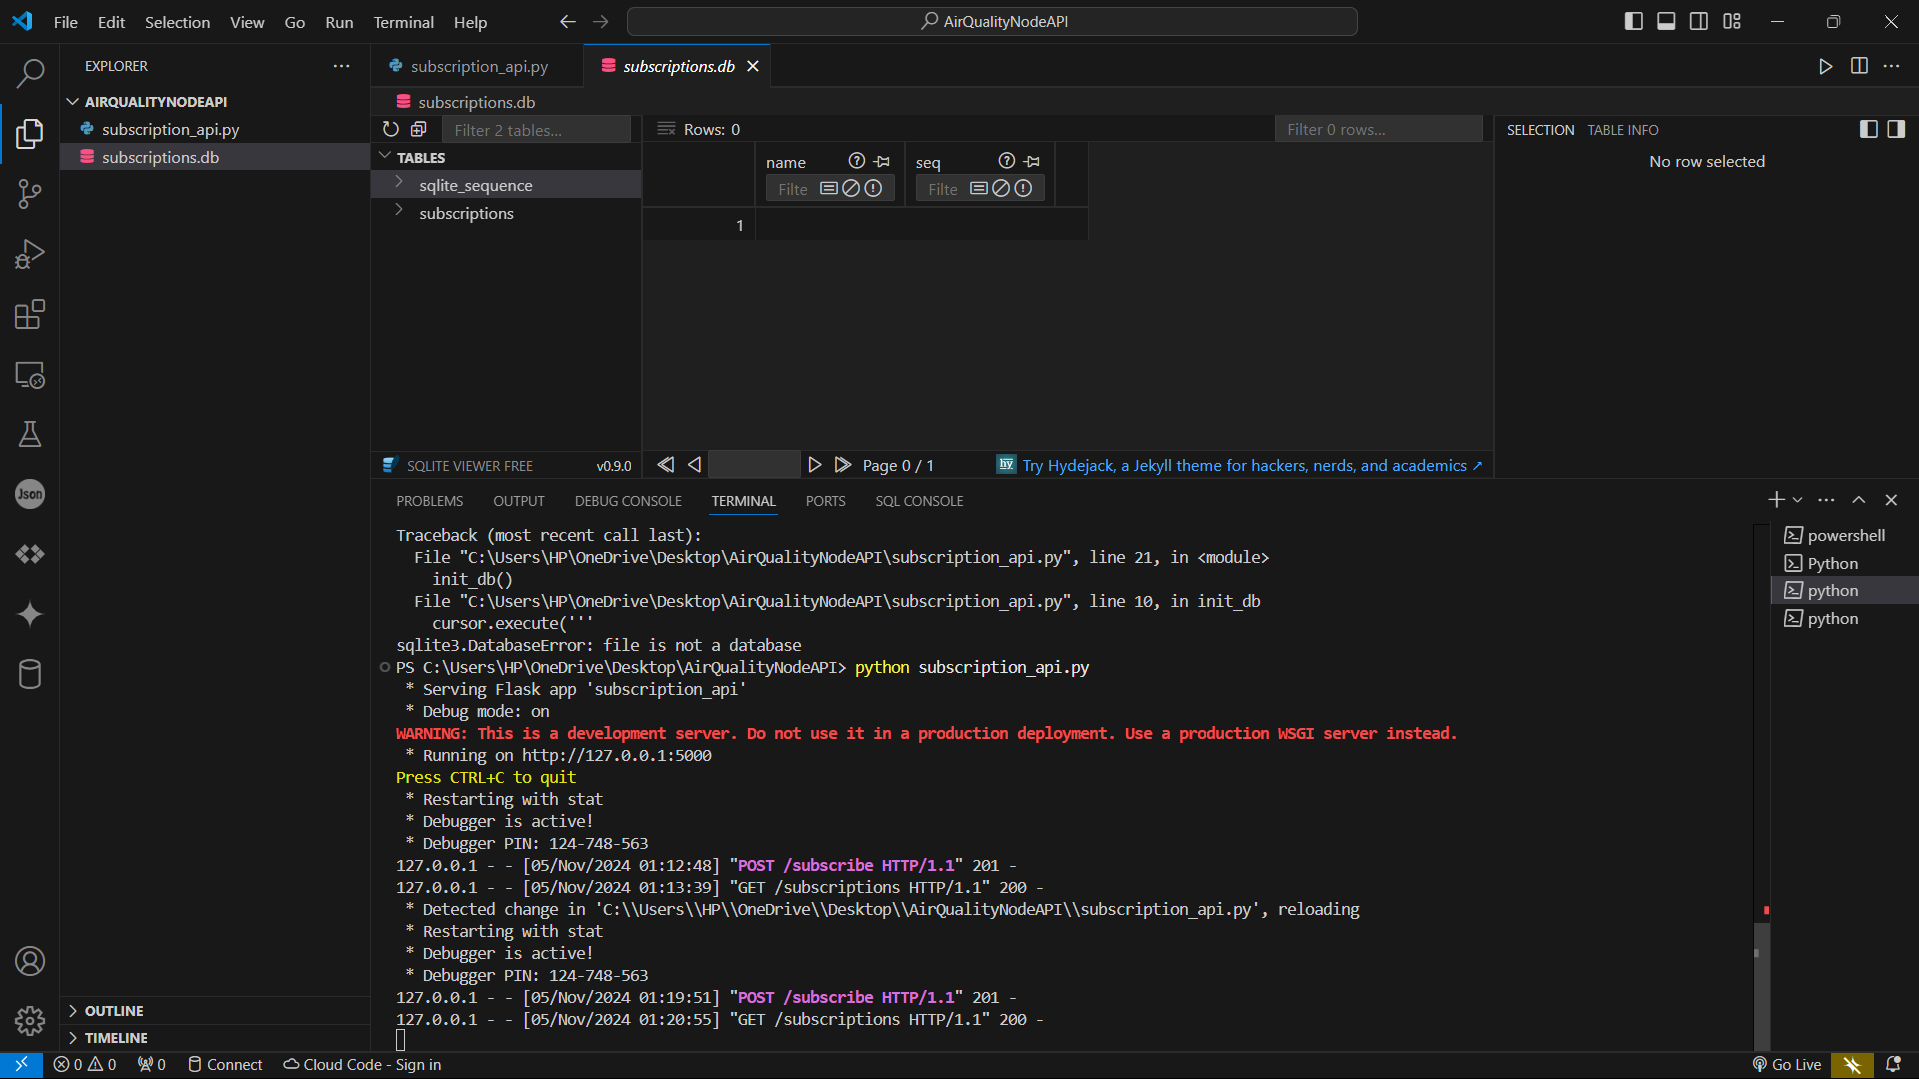 File Edit Selection View Go Run Terminal Help
AirQualityNodeAPI
EXPLORER
AIRQUALITYNODEAPI
subscription_api.py
subscriptions.db
OUTLINE
TIMELINE
subscription_api.py
subscriptions.db
subscriptions.db
Filter 2 tables...
TABLES
sqlite_sequence
subscriptions
SQLITE VIEWER FREE v0.9.0
Rows: 0
Filter 0 rows...
name seq
Filte Filte
1
Page 0 / 1
hy Try Hydejack, a Jekyll theme for hackers, nerds, and academics ↗
SELECTION TABLE INFO
No row selected
PROBLEMS OUTPUT DEBUG CONSOLE TERMINAL PORTS SQL CONSOLE
Traceback (most recent call last):
File "C:\Users\HP\OneDrive\Desktop\AirQualityNodeAPI\subscription_api.py", line 21, in <module>
init_db()
File "C:\Users\HP\OneDrive\Desktop\AirQualityNodeAPI\subscription_api.py", line 10, in init_db
cursor.execute('''
sqlite3.DatabaseError: file is not a database
PS C:\Users\HP\OneDrive\Desktop\AirQualityNodeAPI> python subscription_api.py
* Serving Flask app 'subscription_api'
* Debug mode: on
WARNING: This is a development server. Do not use it in a production deployment. Use a production WSGI server instead.
* Running on http://127.0.0.1:5000
Press CTRL+C to quit
* Restarting with stat
* Debugger is active!
* Debugger PIN: 124-748-563
127.0.0.1 - - [05/Nov/2024 01:12:48] "POST /subscribe HTTP/1.1" 201 -
127.0.0.1 - - [05/Nov/2024 01:13:39] "GET /subscriptions HTTP/1.1" 200 -
* Detected change in 'C:\\Users\\HP\\OneDrive\\Desktop\\AirQualityNodeAPI\\subscription_api.py', reloading
* Restarting with stat
* Debugger is active!
* Debugger PIN: 124-748-563
127.0.0.1 - - [05/Nov/2024 01:19:51] "POST /subscribe HTTP/1.1" 201 -
127.0.0.1 - - [05/Nov/2024 01:20:55] "GET /subscriptions HTTP/1.1" 200 -
powershell
Python
python
python
Json
0 0 0 Connect Cloud Code - Sign in
Go Live